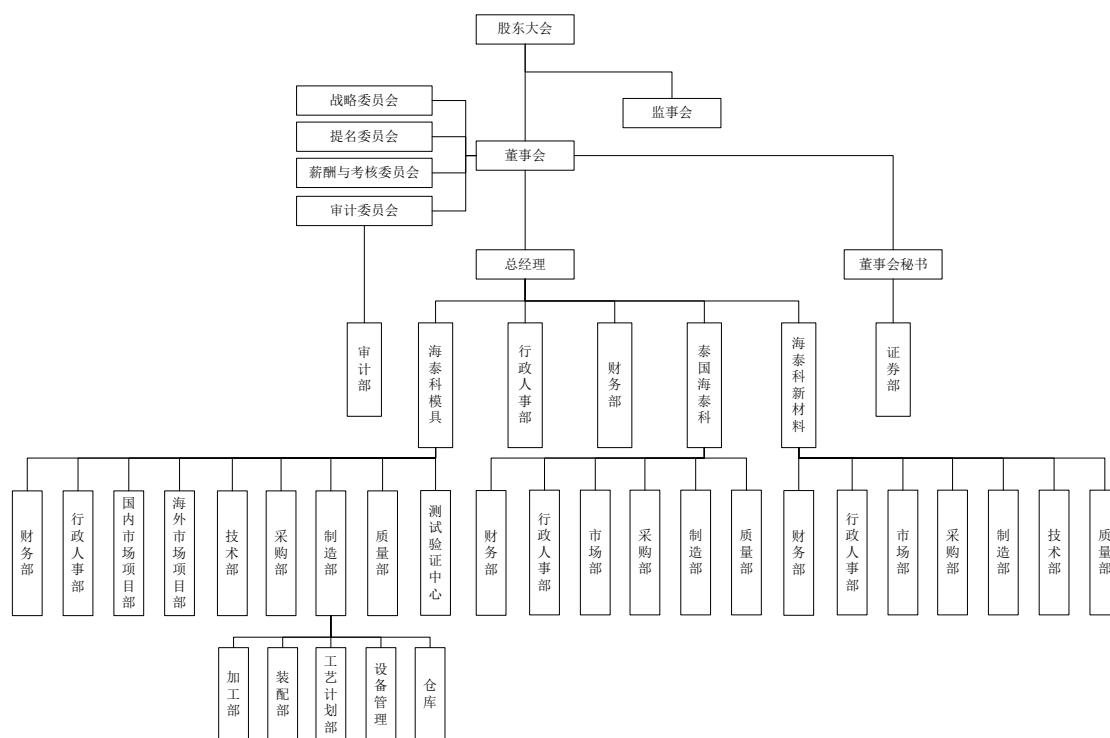 股东大会
战略委员会
监事会
提名委员会
董事会
薪酬与考核委员会
审计委员会
总经理
董事会秘书
审计部
海泰科模具
行政人事部
财务部
泰国海泰科
海泰科新材料
证券部
财务部
行政人事部
国内市场项目部
海外市场项目部
技术部
采购部
制造部
质量部
测试验证中心
财务部
行政人事部
市场部
采购部
制造部
质量部
财务部
行政人事部
市场部
采购部
制造部
技术部
质量部
加工部
装配部
工艺计划部
设备管理
仓库